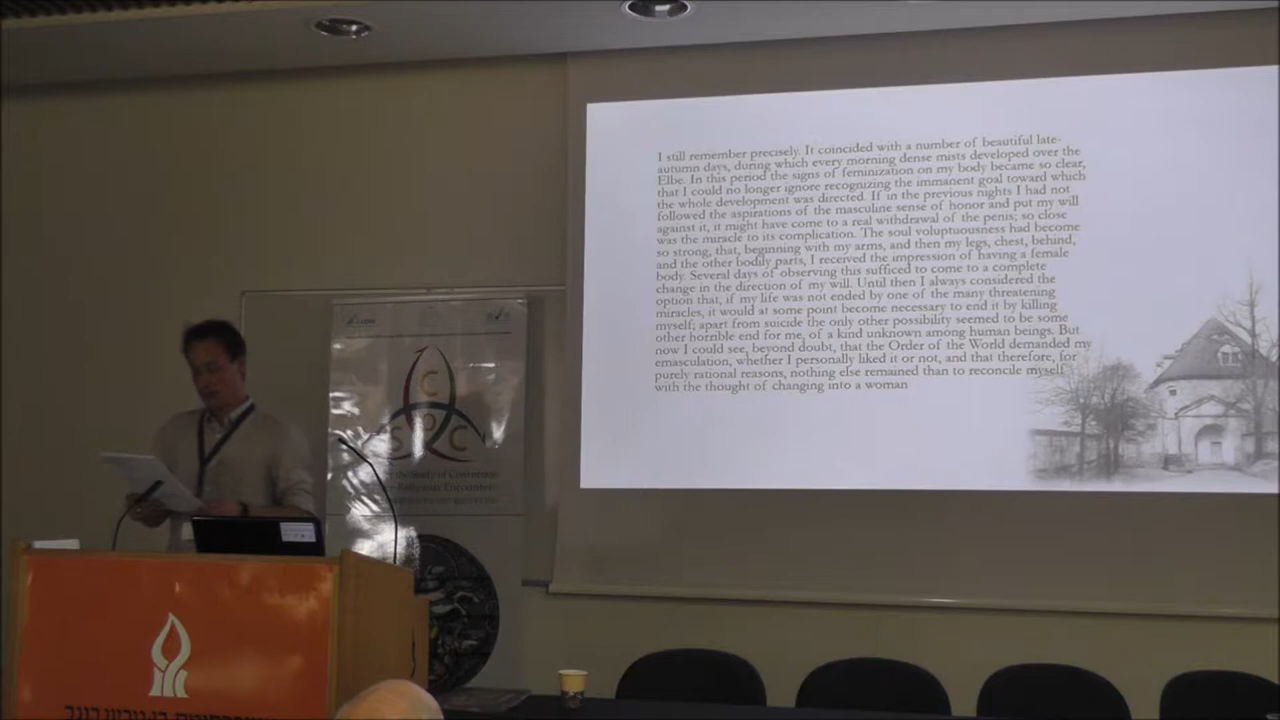 I still remember precisely. It coincided with a number of beautiful late-
autumn days, during which every morning dense mists developed over the
Elbe. In this period the signs of feminization on my body became so clear,
that I could no longer ignore recognizing the immanent goal toward which
the whole development was directed. If in the previous nights I had not
followed the aspirations of the masculine sense of honor and put my will
against it, it might have come to a real withdrawal of the penis; so close
was the miracle to its complication. The soul voluptuousness had become
so strong, that, beginning with my arms, and then my legs, chest, behind,
and the other bodily parts, I received the impression of having a female
body. Several days of observing this sufficed to come to a complete
change in the direction of my will. Until then I always considered the
option that, if my life was not ended by one of the many threatening
miracles, it would at some point become necessary to end it by killing
myself; apart from suicide the only other possibility seemed to be some
other horrible end for me, of a kind unknown among human beings. But
now I could see, beyond doubt, that the Order of the World demanded my
emasculation, whether I personally liked it or not, and that therefore, for
purely rational reasons, nothing else remained than to reconcile myself
with the thought of changing into a woman
C
S O C
the Study of Conversion
Religious Encounters